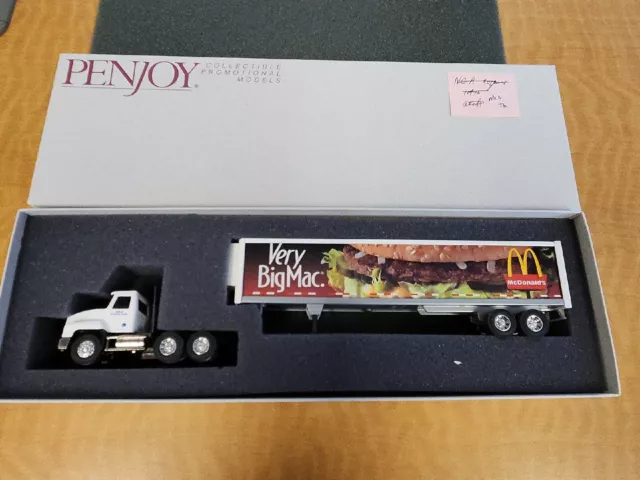 PENJOY®
COLLECTIBLE
PROMOTIONAL
MODELS
Very
BigMac.
McDonald's